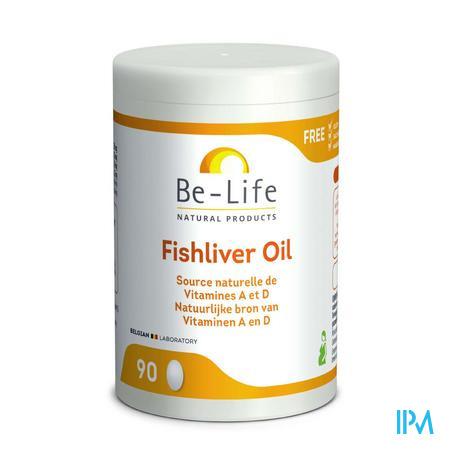 FREE
Be-Life
NATURAL PRODUCTS
Fishliver Oil
Source naturelle de
Vitamines A et D
Natuurlijke bron van
Vitaminen A en D
BELGIAN LABORATORY
90
IPM